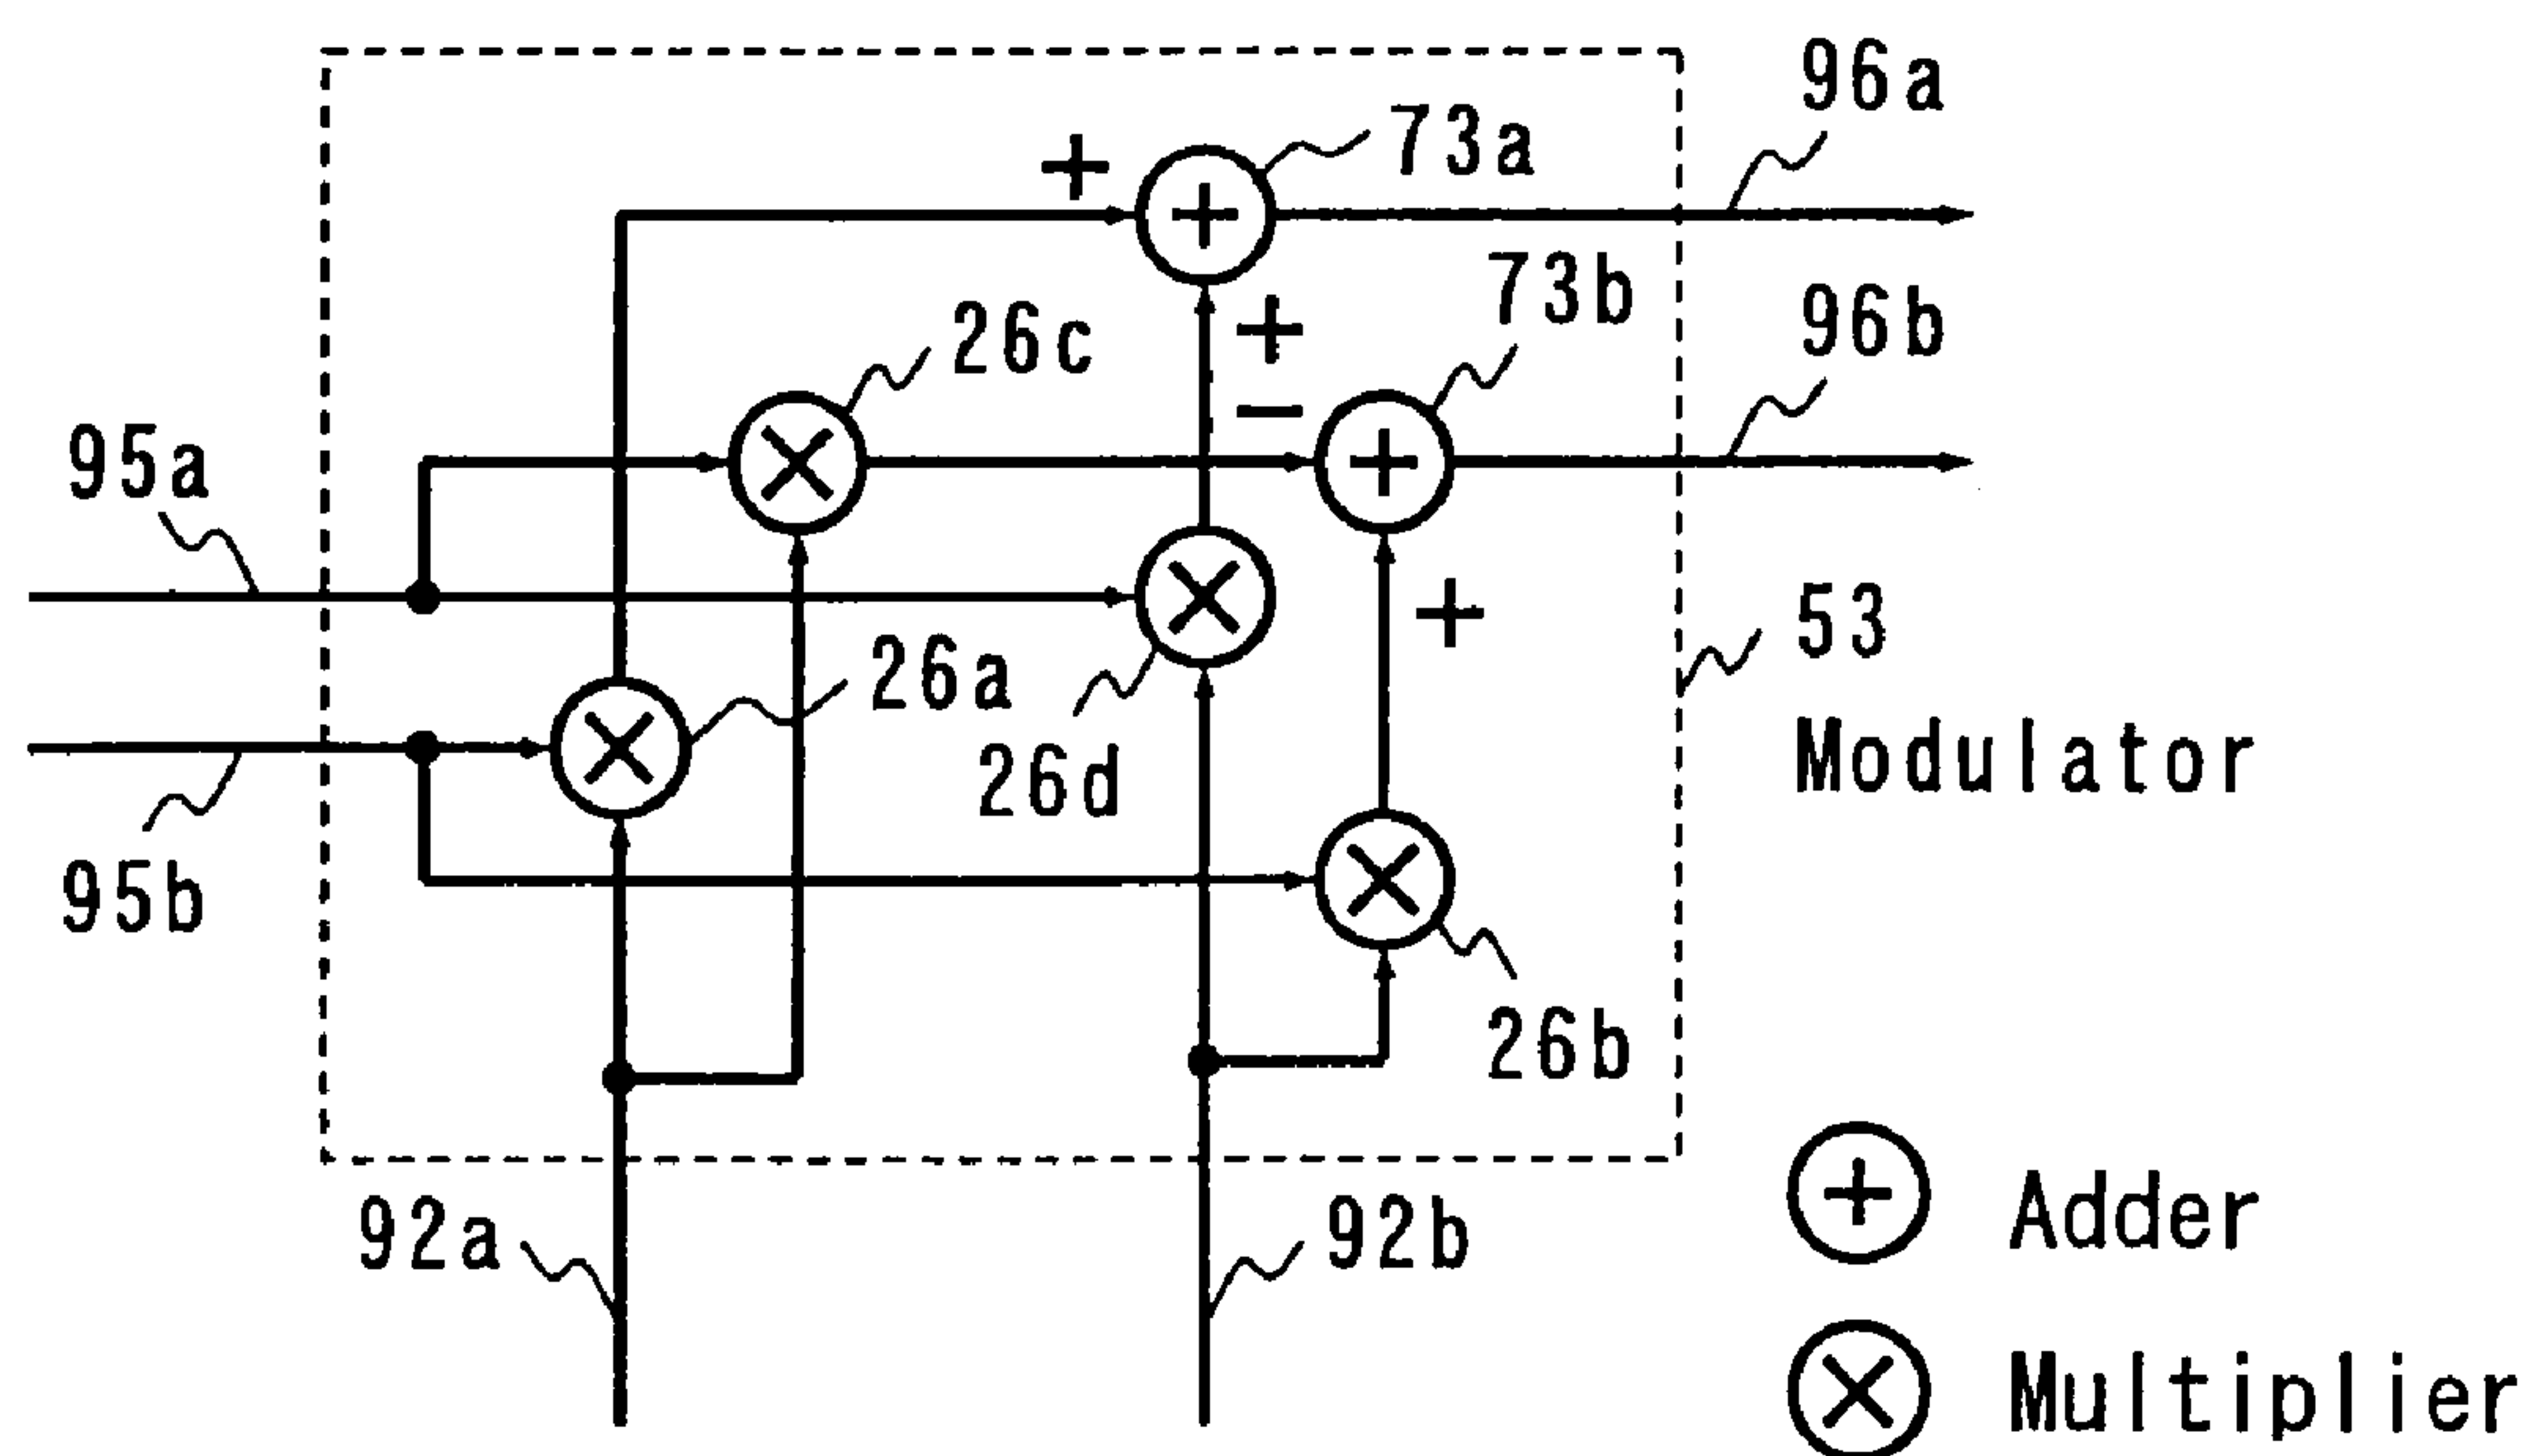 96a
+
73a
73b
26c
+
96b
−
95a
+
53
26a
Modulator
26d
95b
26b
92a
92b
Adder
Multiplier